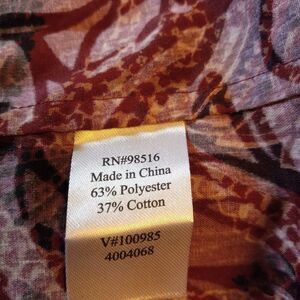 RN#98516
Made in China
63% Polyester
37% Cotton
V#100985
4004068